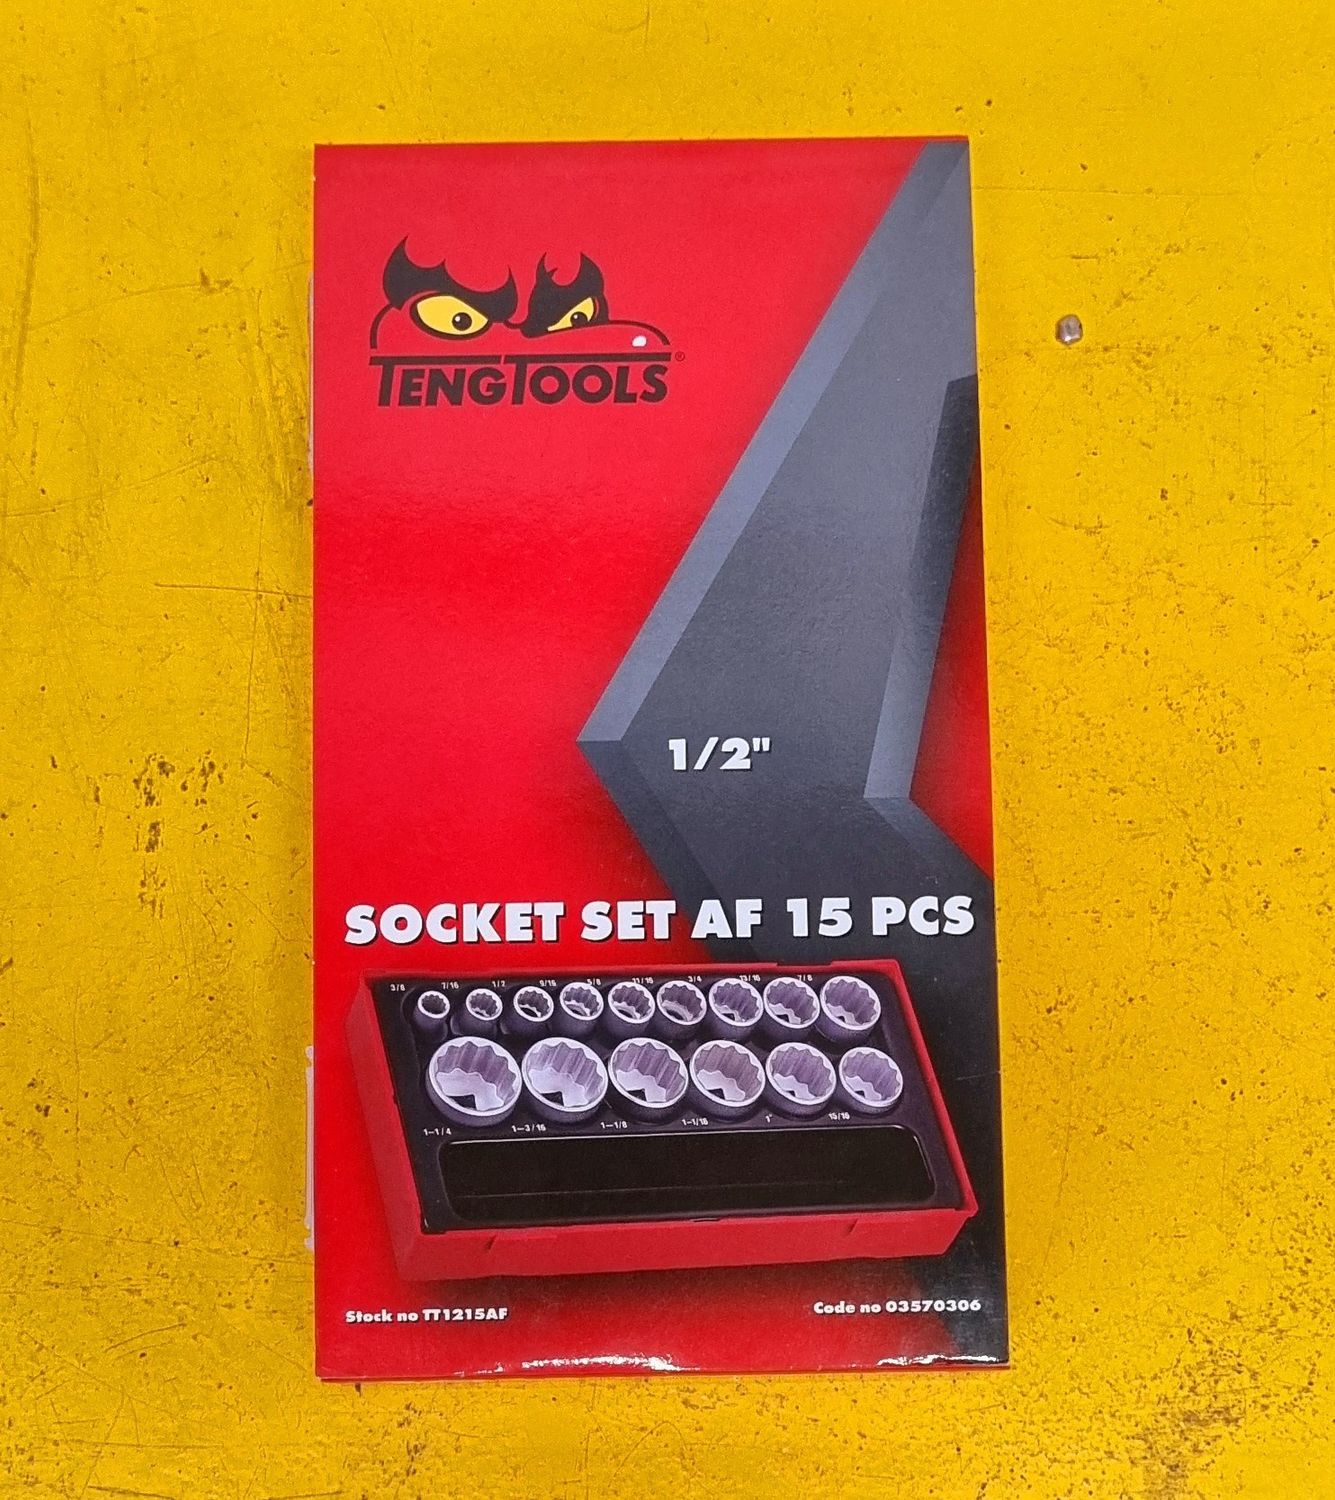 TENGTOOLS®
1/2"
SOCKET SET AF 15 PCS
3/8 7/16 1/2 9/16 5/8 11/16 3/4 13/16 7/8
1-1/4 1-3/16 1-1/8 1-1/16 1" 15/16
Stock no TT1215AF Code no 03570306